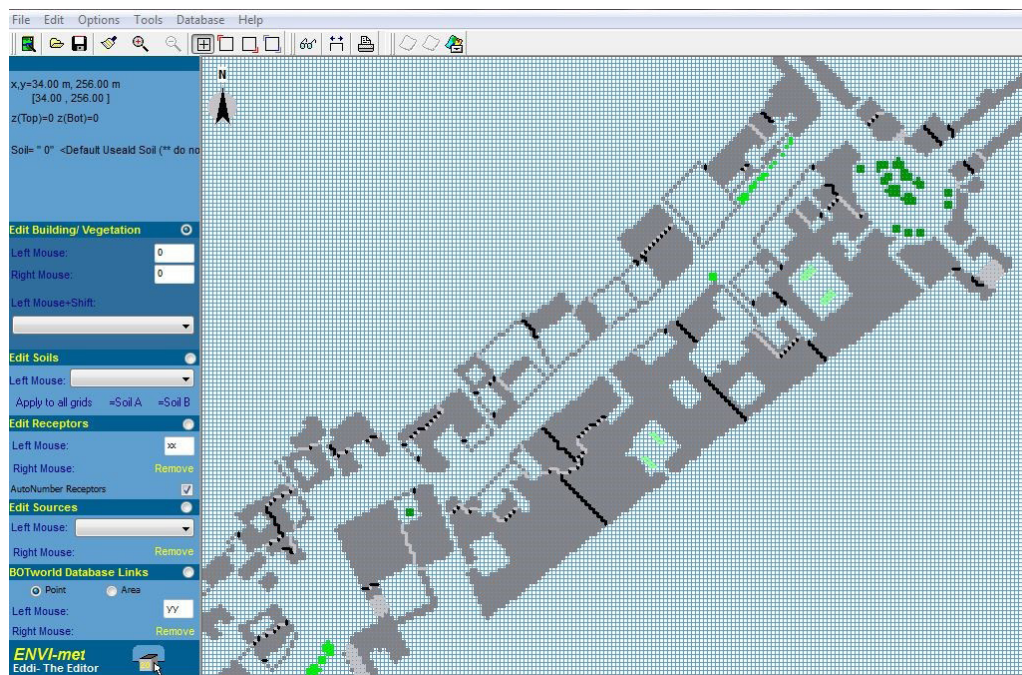 File Edit Options Tools Database Help
N
x,y=34.00 m, 256.00 m
[34.00 , 256.00 ]
z(Top)=0 z(Bot)=0
Soil= " 0" <Default Useald Soil (** do no
Edit Building/ Vegetation
Left Mouse: 0
Right Mouse: 0
Left Mouse+Shift:
Edit Soils
Left Mouse:
Apply to all grids =Soil A =Soil B
Edit Receptors
Left Mouse: xx
Right Mouse: Remove
AutoNumber Receptors
Edit Sources
Left Mouse:
Right Mouse: Remove
BOTworld Database Links
Point Area
Left Mouse: YY
Right Mouse: Remove
ENVI-met
Eddi- The Editor